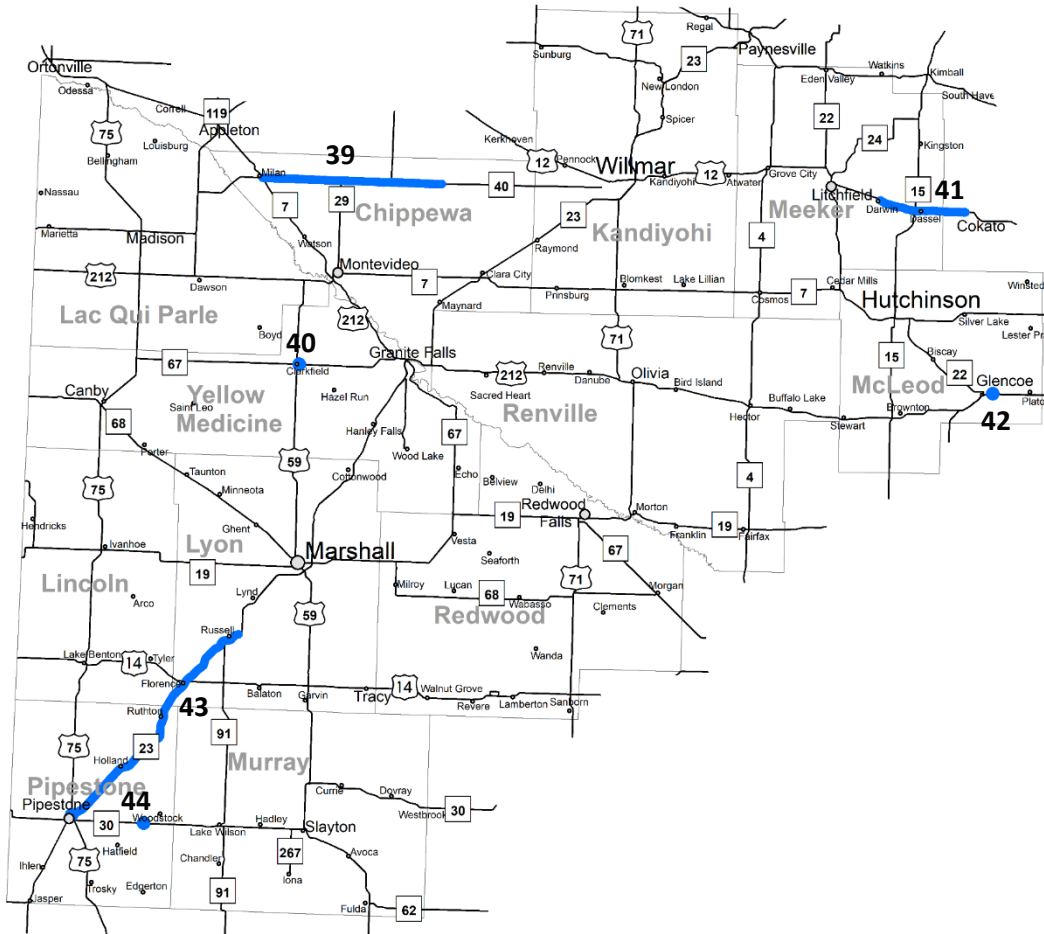 Regal
71
Paynesville
Sunburg
23
Ortonville
Odessa
New London
Eden Valley
Watkins
Kimball
South Have
119
Correll
Appleton
75
Louisburg
Spicer
22
24
Bellingham
Kerkhoven
39
12
Pennock
Willmar
12
Kingston
Nassau
Milan
40
Kandiyohi
Atwater
Grove City
Litchfield
15
41
29
7
Chippewa
Meeker
Darwin
Dassel
Cokato
23
Marietta
Madison
Watson
Raymond
Kandiyohi
4
Montevideo
212
Dawson
7
Clara City
Blomkest
Lake Lillian
Cedar Mills
Prinsburg
Cosmos
7
Hutchinson
Winsted
Maynard
Lac Qui Parle
212
Silver Lake
Boyd
71
Lester Pr
40
67
Clarkfield
Granite Falls
15
Biscay
212
Renville
Danube
Olivia
McLeod
22
Glencoe
Canby
Yellow
Medicine
Saint Leo
Hazel Run
Sacred Heart
Bird Island
Plato
Renville
Hector
Buffalo Lake
Brownton
42
68
Hanley Falls
67
Stewart
Porter
Wood Lake
Taunton
59
Cottonwood
Echo
Belview
4
75
Minneota
Delhi
Redwood
Falls
Hendricks
Ghent
19
Morton
19
Franklin
Fairfax
Ivanhoe
Lyon
Marshall
Vesta
67
19
Seaforth
Lincoln
71
Milroy
Lucan
68
Wabasso
Morgan
Arco
Lynd
59
Redwood
Clements
Russell
Wanda
Lake Benton
14
Tyler
Florence
43
Balaton
Garvin
Tracy
14
Walnut Grove
Revere
Lamberton
Sanborn
Ruthton
75
23
91
Holland
Murray
Pipestone
Currie
Dovray
Westbrook
30
Pipestone
44
30
Woodstock
Lake Wilson
Hadley
Slayton
Hatfield
75
Chandler
267
Avoca
Ihlen
Iona
Trosky
Edgerton
91
Jasper
Fulda
62